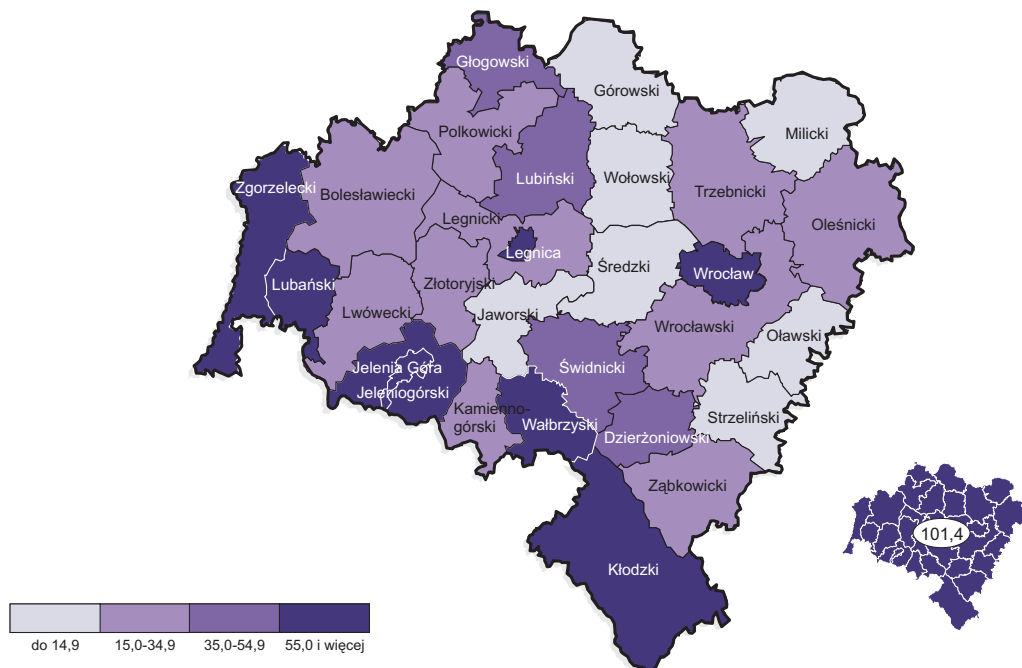 Głogowski
Górowski
Polkowicki
Milicki
Zgorzelecki
Bolesławiecki
Lubiński
Wołowski
Trzebnicki
Oleśnicki
Legnicki
Legnica
Średzki
Wrocław
Lubański
Złotoryjski
Lwówecki
Jaworski
Wrocławski
Oławski
Jelenia Góra
Jeleniogórski
Świdnicki
Kamienno-
górski
Wałbrzyski
Dzierżoniowski
Strzeliński
Ząbkowicki
Kłodzki
101,4
do 14,9
15,0-34,9
35,0-54,9
55,0 i więcej